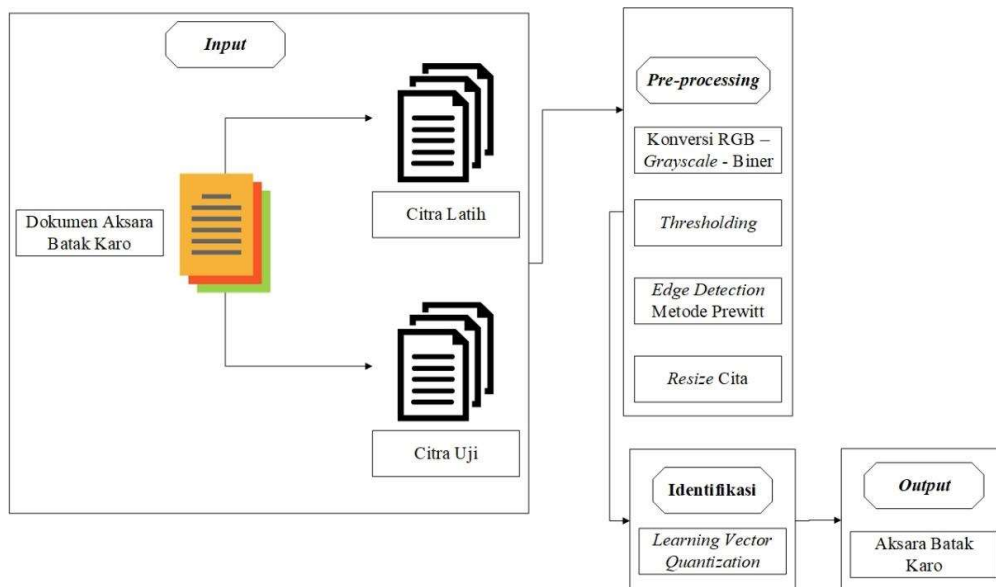 Input
Dokumen Aksara
Batak Karo
Citra Latih
Citra Uji
Pre-processing
Konversi RGB –
Grayscale - Biner
Thresholding
Edge Detection
Metode Prewitt
Resize Cita
Identifikasi
Learning Vector
Quantization
Output
Aksara Batak
Karo